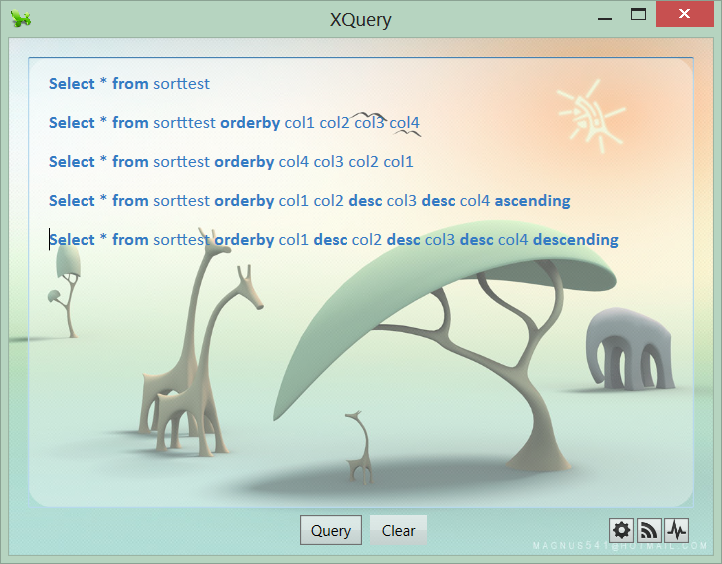 XQuery
Select * from sorttest
Select * from sortttest orderby col1 col2 col3 col4
Select * from sorttest orderby col4 col3 col2 col1
Select * from sorttest orderby col1 col2 desc col3 desc col4 ascending
Select * from sorttest orderby col1 desc col2 desc col3 desc col4 descending
Query Clear
MAGNUS541@HOTMAIL.COM